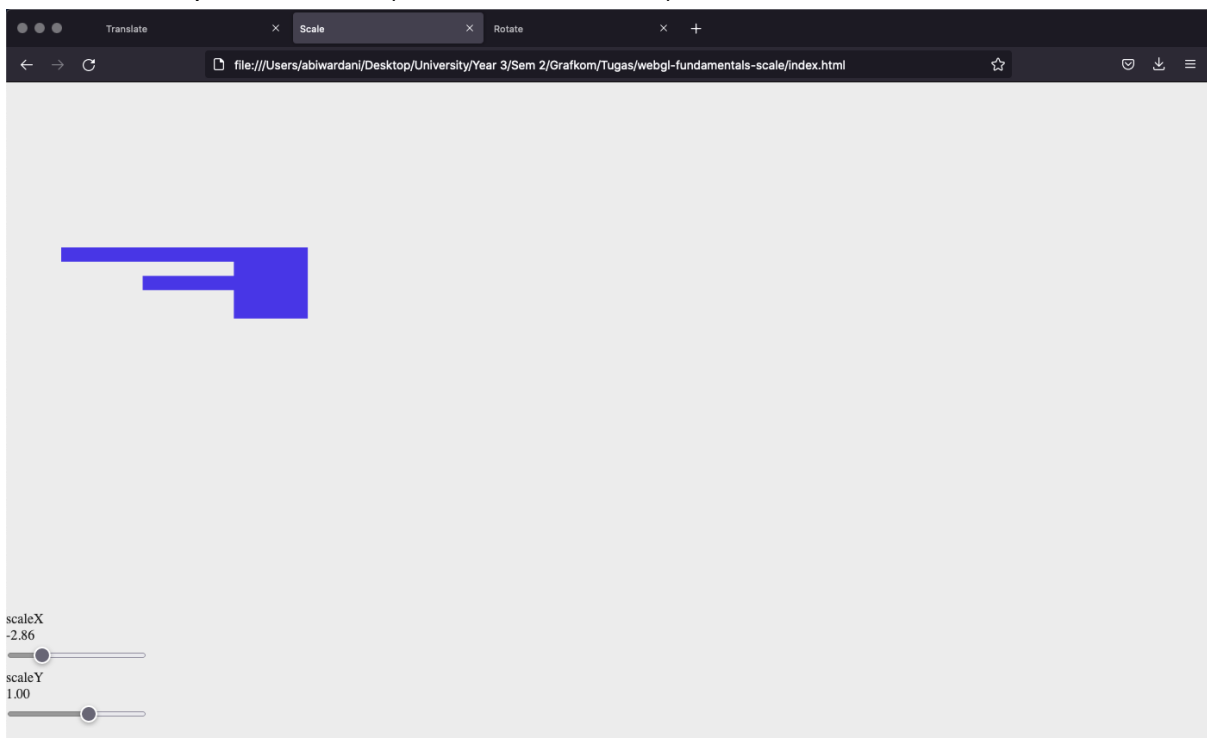 Translate
Scale
Rotate
file:///Users/abiwardani/Desktop/University/Year 3/Sem 2/Grafkom/Tugas/webgl-fundamentals-scale/index.html
scaleX
-2.86
scaleY
1.00